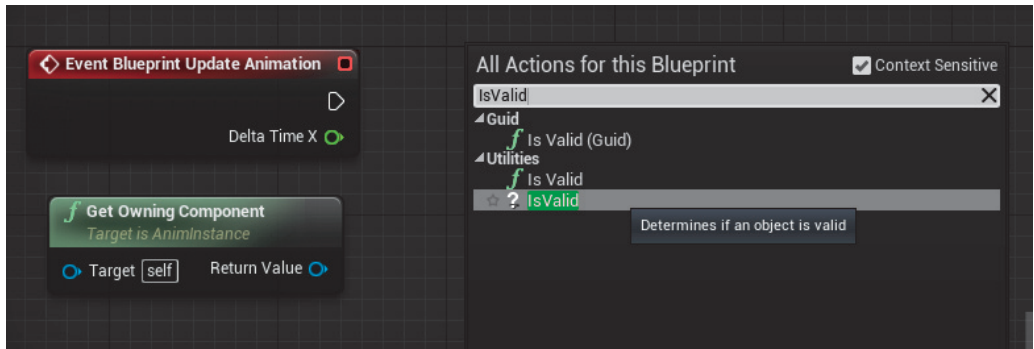 Event Blueprint Update Animation
Delta Time X
Get Owning Component
Target is AnimInstance
Target self Return Value
All Actions for this Blueprint Context Sensitive
IsValid
Guid
Is Valid (Guid)
Utilities
Is Valid
IsValid
Determines if an object is valid